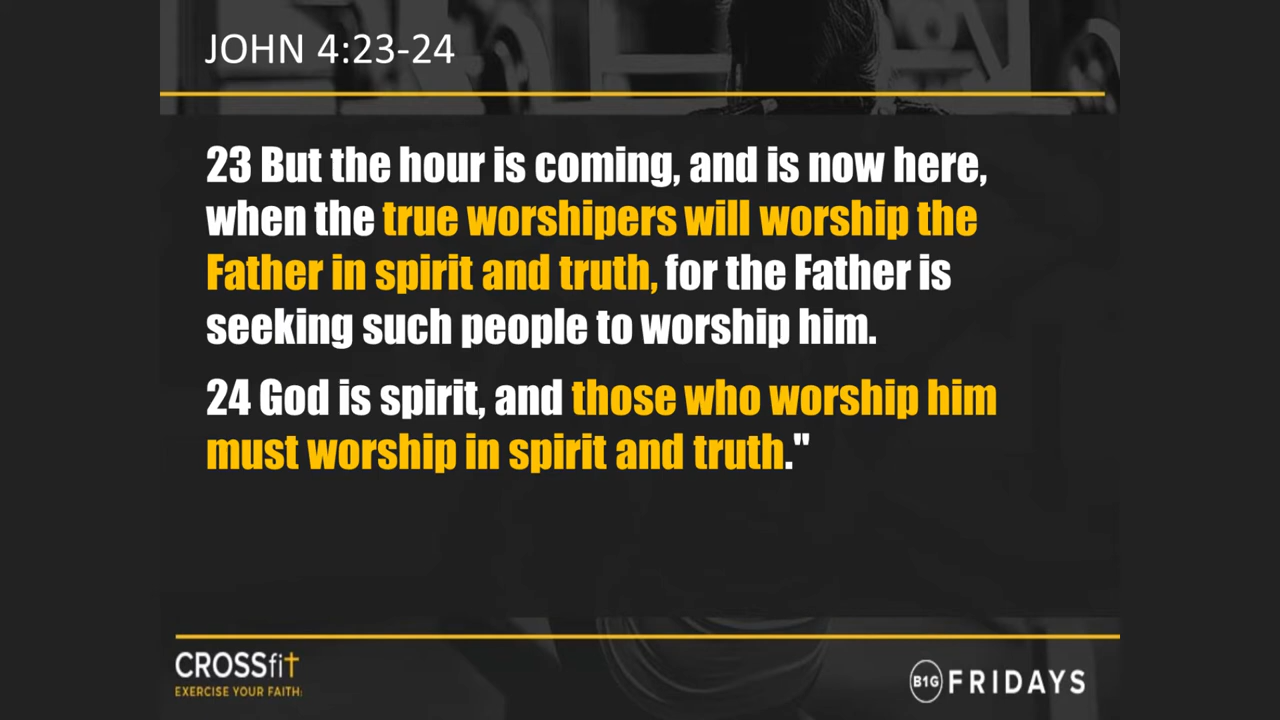 JOHN 4:23-24
23 But the hour is coming, and is now here,
when the true worshipers will worship the
Father in spirit and truth, for the Father is
seeking such people to worship him.
24 God is spirit, and those who worship him
must worship in spirit and truth."
CROSSfit
EXERCISE YOUR FAITH:
B1G FRIDAYS